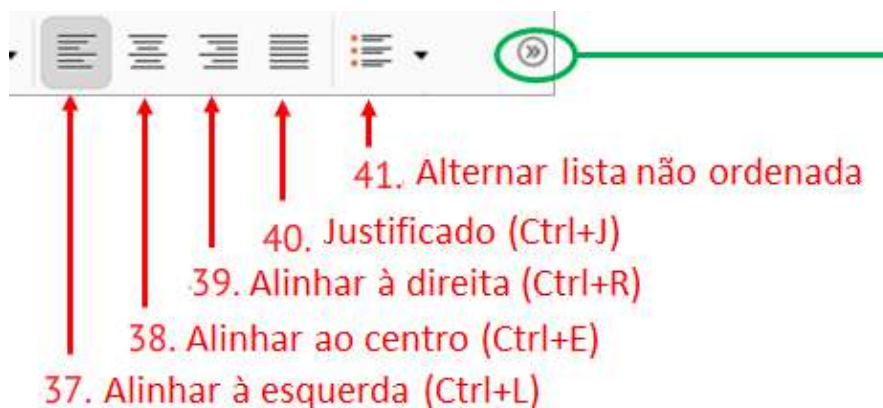 41. Alternar lista não ordenada
40. Justificado (Ctrl+J)
39. Alinhar à direita (Ctrl+R)
38. Alinhar ao centro (Ctrl+E)
37. Alinhar à esquerda (Ctrl+L)